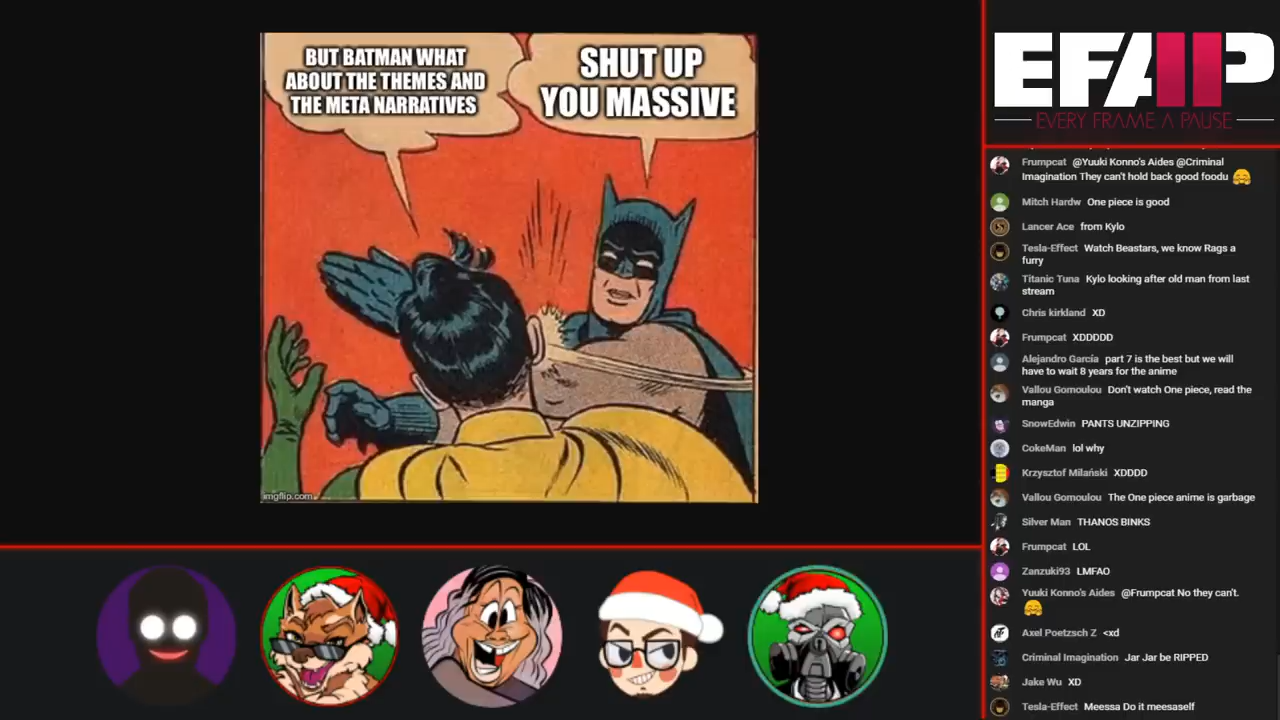 BUT BATMAN WHAT
ABOUT THE THEMES AND
THE META NARRATIVES
SHUT UP
YOU MASSIVE
imgflip.com
EFAP
EVERY FRAME A PAUSE
Frumpcat @Yuuki Konno's Aides @Criminal
Imagination They can't hold back good foodu
Mitch Hardw One piece is good
Lancer Ace from Kylo
Tesla-Effect Watch Beastars, we know Rags a
furry
Titanic Tuna Kylo looking after old man from last
stream
Chris kirkland XD
Frumpcat XDDDDD
Alejandro García part 7 is the best but we will
have to wait 8 years for the anime
Vallou Gomoulou Don't watch One piece, read the
manga
SnowEdwin PANTS UNZIPPING
CokeMan lol why
Krzysztof Milański XDDDD
Vallou Gomoulou The One piece anime is garbage
Silver Man THANOS BINKS
Frumpcat LOL
Zanzuki93 LMFAO
Yuuki Konno's Aides @Frumpcat No they can't.
Axel Poetzsch Z <xd
Criminal Imagination Jar Jar be RIPPED
Jake Wu XD
Tesla-Effect Meessa Do it meesaself